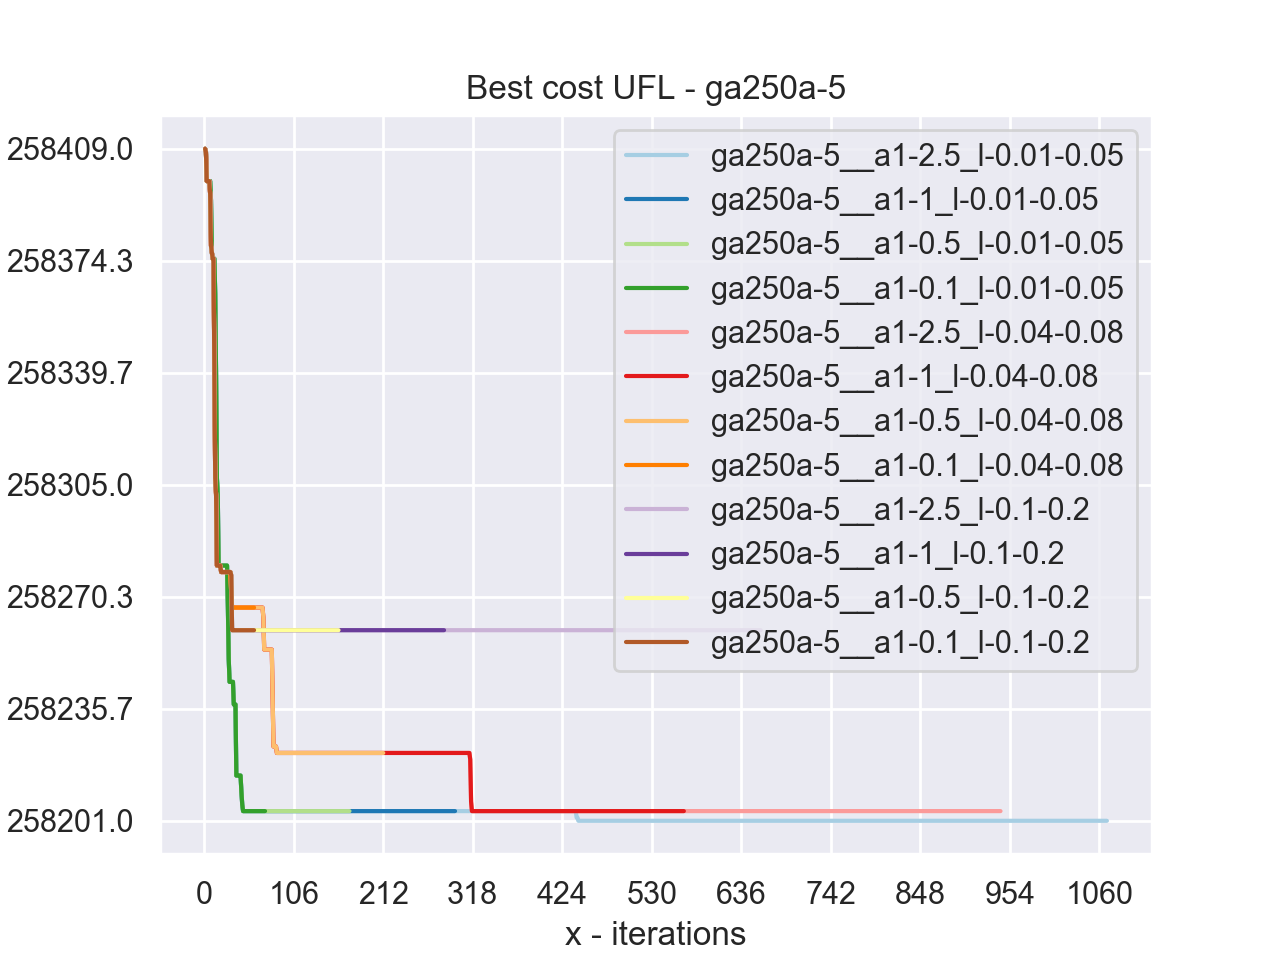 Best cost UFL - ga250a-5
258409.0
258374.3
258339.7
258305.0
258270.3
258235.7
258201.0
ga250a-5__a1-2.5_l-0.01-0.05
ga250a-5__a1-1_l-0.01-0.05
ga250a-5__a1-0.5_l-0.01-0.05
ga250a-5__a1-0.1_l-0.01-0.05
ga250a-5__a1-2.5_l-0.04-0.08
ga250a-5__a1-1_l-0.04-0.08
ga250a-5__a1-0.5_l-0.04-0.08
ga250a-5__a1-0.1_l-0.04-0.08
ga250a-5__a1-2.5_l-0.1-0.2
ga250a-5__a1-1_l-0.1-0.2
ga250a-5__a1-0.5_l-0.1-0.2
ga250a-5__a1-0.1_l-0.1-0.2
0 106 212 318 424 530 636 742 848 954 1060
x - iterations